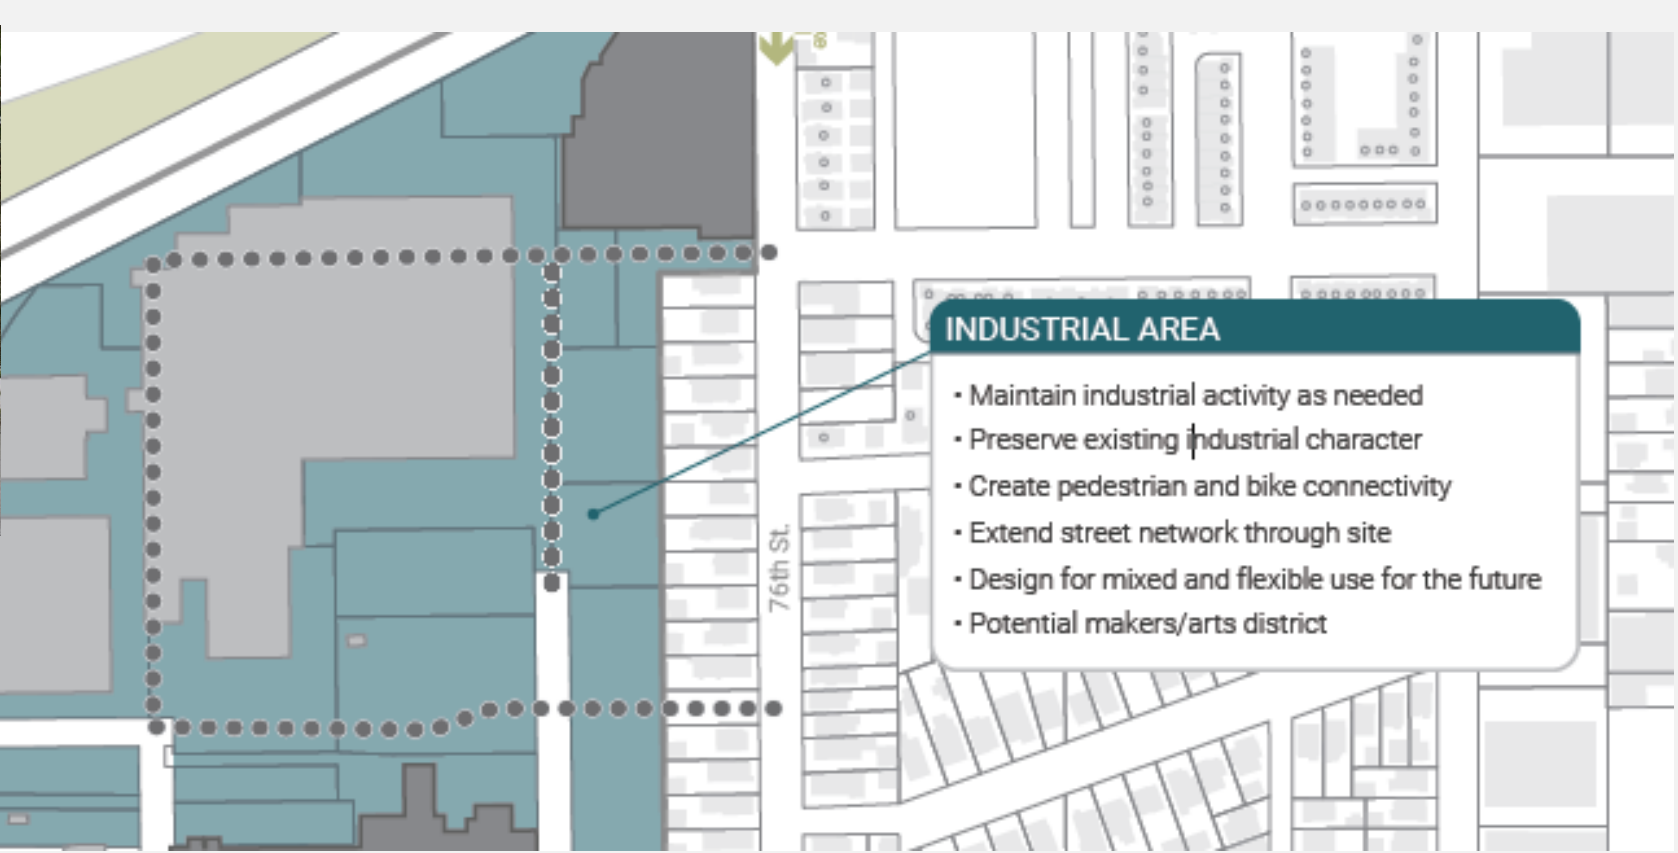 INDUSTRIAL AREA
· Maintain industrial activity as needed
· Preserve existing industrial character
· Create pedestrian and bike connectivity
· Extend street network through site
· Design for mixed and flexible use for the future
· Potential makers/arts district
76th St.